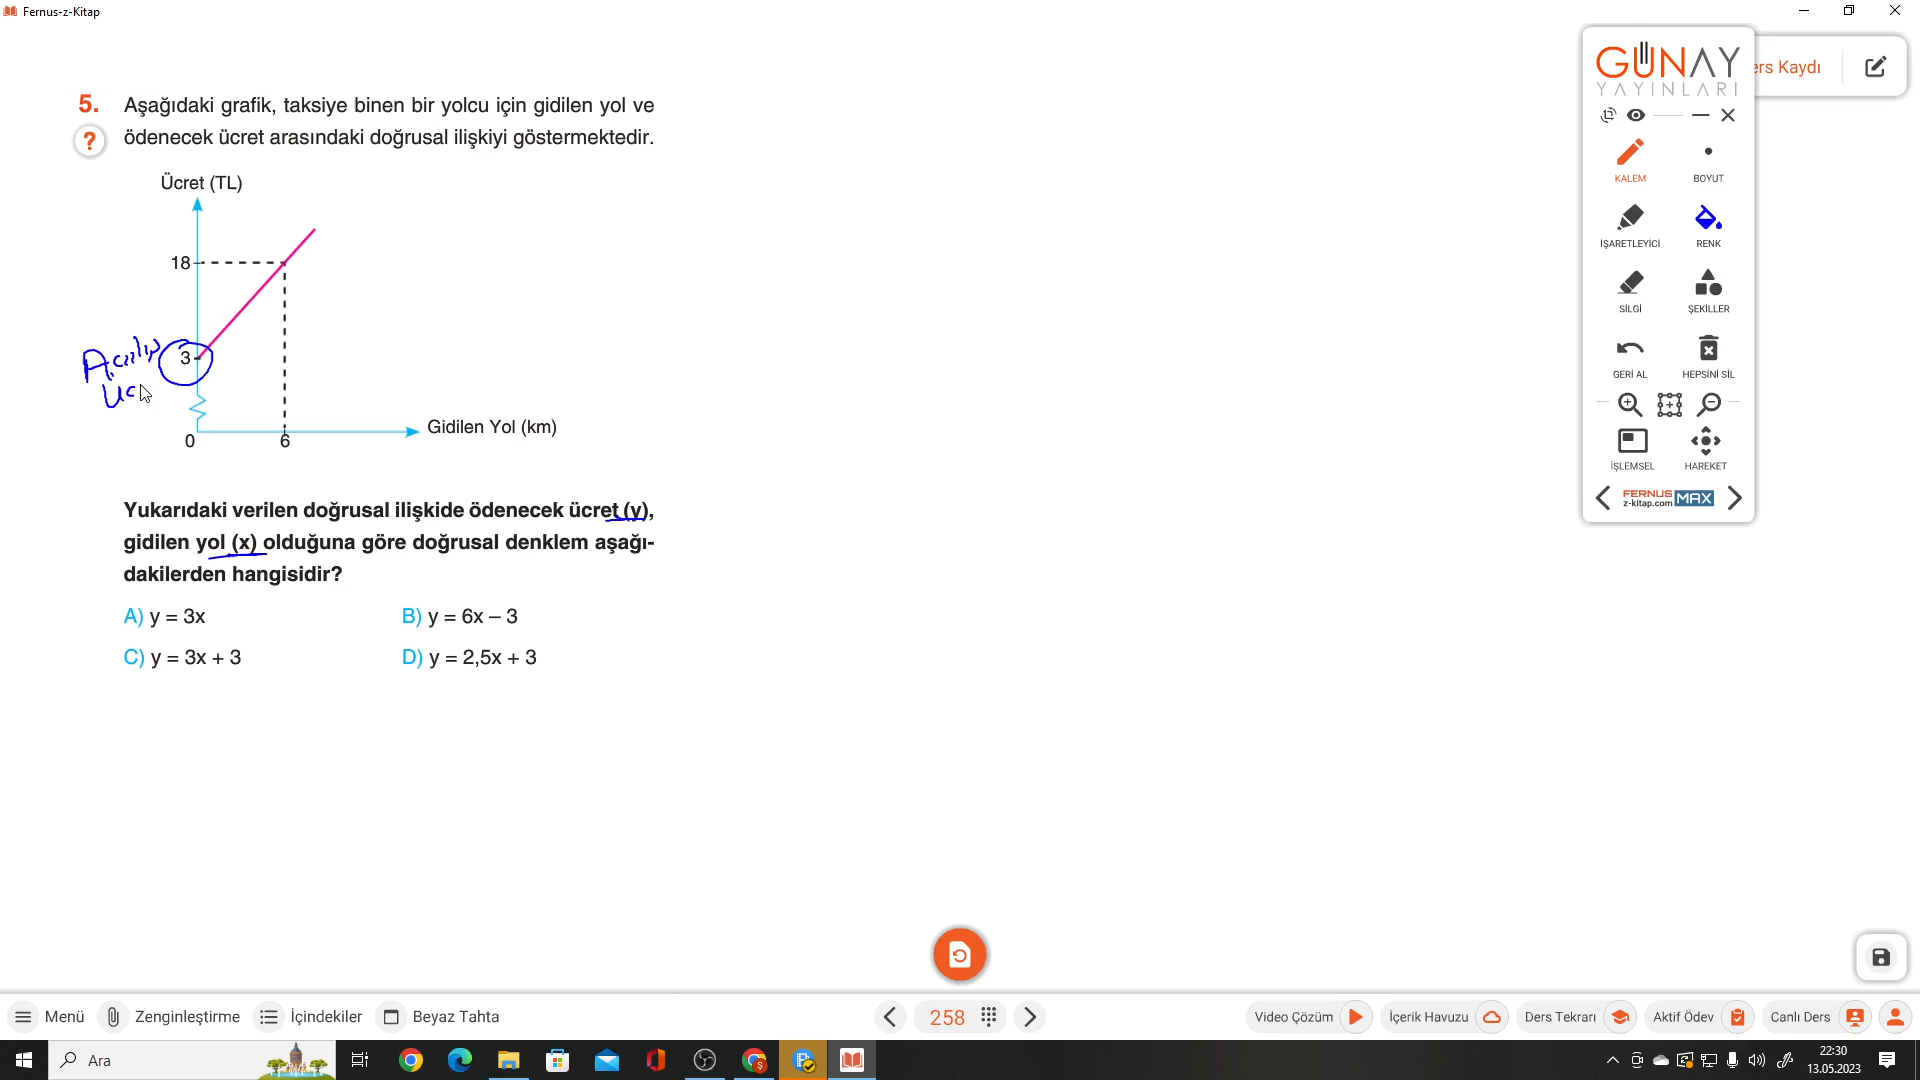 Fernus-z-Kitap
GÜNAY
YAYINLARI
ers Kaydı
KALEM
BOYUT
İŞARETLEYİCİ
RENK
SİLGİ
ŞEKİLLER
GERİ AL
HEPSİNİ SİL
İŞLEMSEL
HAREKET
FERNUS
z-kitap.com
MAX
5. Aşağıdaki grafik, taksiye binen bir yolcu için gidilen yol ve
? ödenecek ücret arasındaki doğrusal ilişkiyi göstermektedir.
Ücret (TL)
18
3
Açılış
Üc
0
6
Gidilen Yol (km)
Yukarıdaki verilen doğrusal ilişkide ödenecek ücret (y),
gidilen yol (x) olduğuna göre doğrusal denklem aşağı-
dakilerden hangisidir?
A) y = 3x
B) y = 6x – 3
C) y = 3x + 3
D) y = 2,5x + 3
Menü
Zenginleştirme
İçindekiler
Beyaz Tahta
258
Video Çözüm
İçerik Havuzu
Ders Tekrarı
Aktif Ödev
Canlı Ders
Ara
22:30
13.05.2023